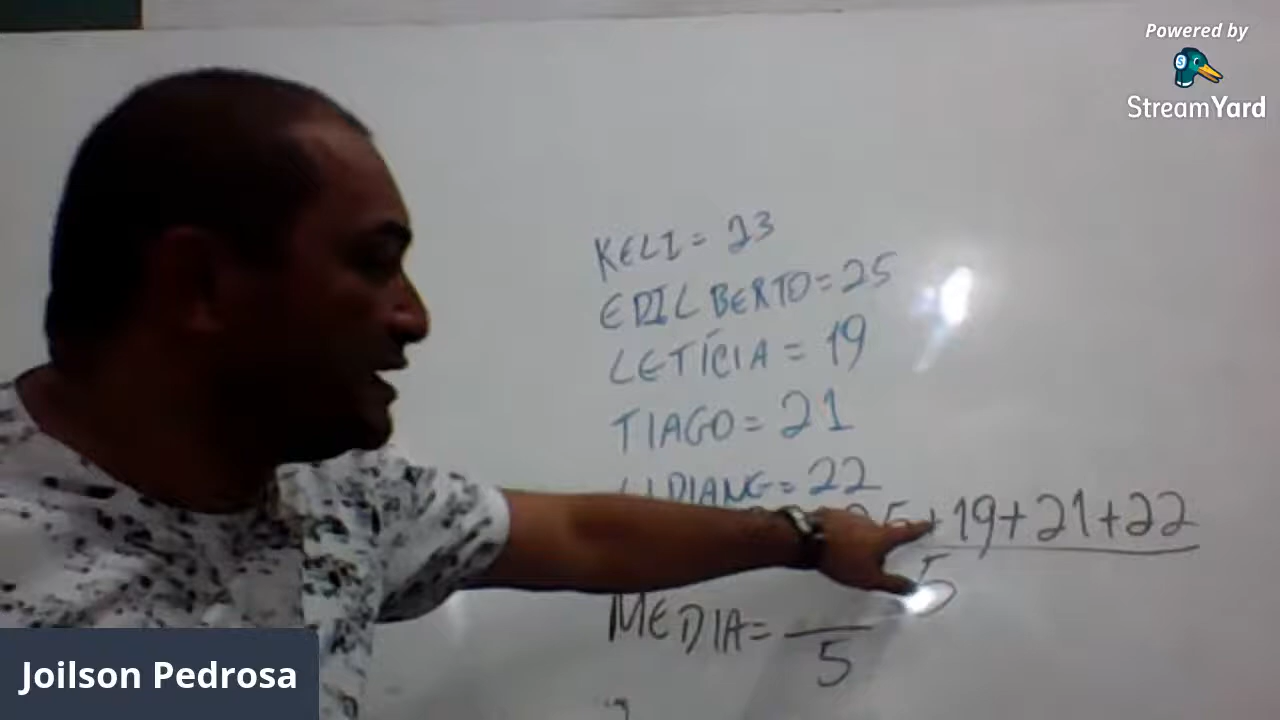 Powered by
StreamYard
KELI = 23
EDILBERTO = 25
LETÍCIA = 19
TIAGO = 21
LIDIANE = 22
5+19+21+22
5
MEDIA =
5
Joilson Pedrosa